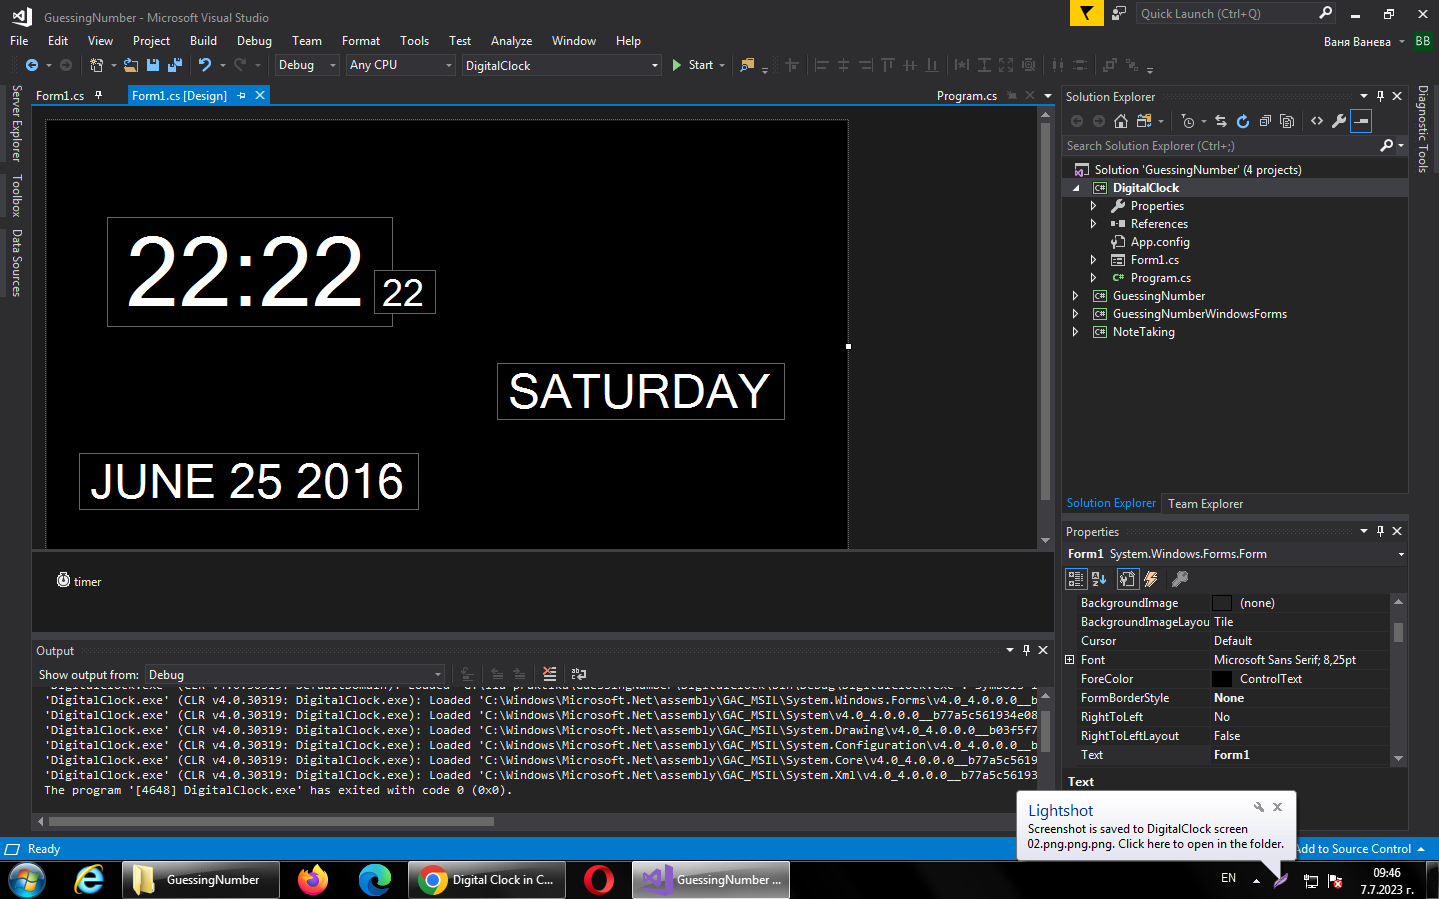 GuessingNumber - Microsoft Visual Studio
Quick Launch (Ctrl+Q)
File Edit View Project Build Debug Team Format Tools Test Analyze Window Help
Ваня Ванева BB
Debug Any CPU DigitalClock Start
Form1.cs Form1.cs [Design] Program.cs
Server Explorer
Toolbox
Data Sources
22:22
22
SATURDAY
JUNE 25 2016
timer
Output
Show output from: Debug
'DigitalClock.exe' (CLR v4.0.30319: DigitalClock.exe): Loaded 'C:\Windows\Microsoft.Net\assembly\GAC_MSIL\System.Windows.Forms\v4.0_4.0.0.0__b
'DigitalClock.exe' (CLR v4.0.30319: DigitalClock.exe): Loaded 'C:\Windows\Microsoft.Net\assembly\GAC_MSIL\System\v4.0_4.0.0.0__b77a5c561934e08
'DigitalClock.exe' (CLR v4.0.30319: DigitalClock.exe): Loaded 'C:\Windows\Microsoft.Net\assembly\GAC_MSIL\System.Drawing\v4.0_4.0.0.0__b03f5f7
'DigitalClock.exe' (CLR v4.0.30319: DigitalClock.exe): Loaded 'C:\Windows\Microsoft.Net\assembly\GAC_MSIL\System.Configuration\v4.0_4.0.0.0__b
'DigitalClock.exe' (CLR v4.0.30319: DigitalClock.exe): Loaded 'C:\Windows\Microsoft.Net\assembly\GAC_MSIL\System.Core\v4.0_4.0.0.0__b77a5c5619
'DigitalClock.exe' (CLR v4.0.30319: DigitalClock.exe): Loaded 'C:\Windows\Microsoft.Net\assembly\GAC_MSIL\System.Xml\v4.0_4.0.0.0__b77a5c56193
The program '[4648] DigitalClock.exe' has exited with code 0 (0x0).
Solution Explorer
Search Solution Explorer (Ctrl+;)
Solution 'GuessingNumber' (4 projects)
DigitalClock
Properties
References
App.config
Form1.cs
Program.cs
GuessingNumber
GuessingNumberWindowsForms
NoteTaking
Solution Explorer Team Explorer
Diagnostic Tools
Properties
Form1 System.Windows.Forms.Form
BackgroundImage (none)
BackgroundImageLayou Tile
Cursor Default
Font Microsoft Sans Serif; 8,25pt
ForeColor ControlText
FormBorderStyle None
RightToLeft No
RightToLeftLayout False
Text Form1
Text
Lightshot
Screenshot is saved to DigitalClock screen
02.png.png.png. Click here to open in the folder.
Ready
Add to Source Control
GuessingNumber
Digital Clock in C...
GuessingNumber ...
EN
09:46
7.7.2023 г.